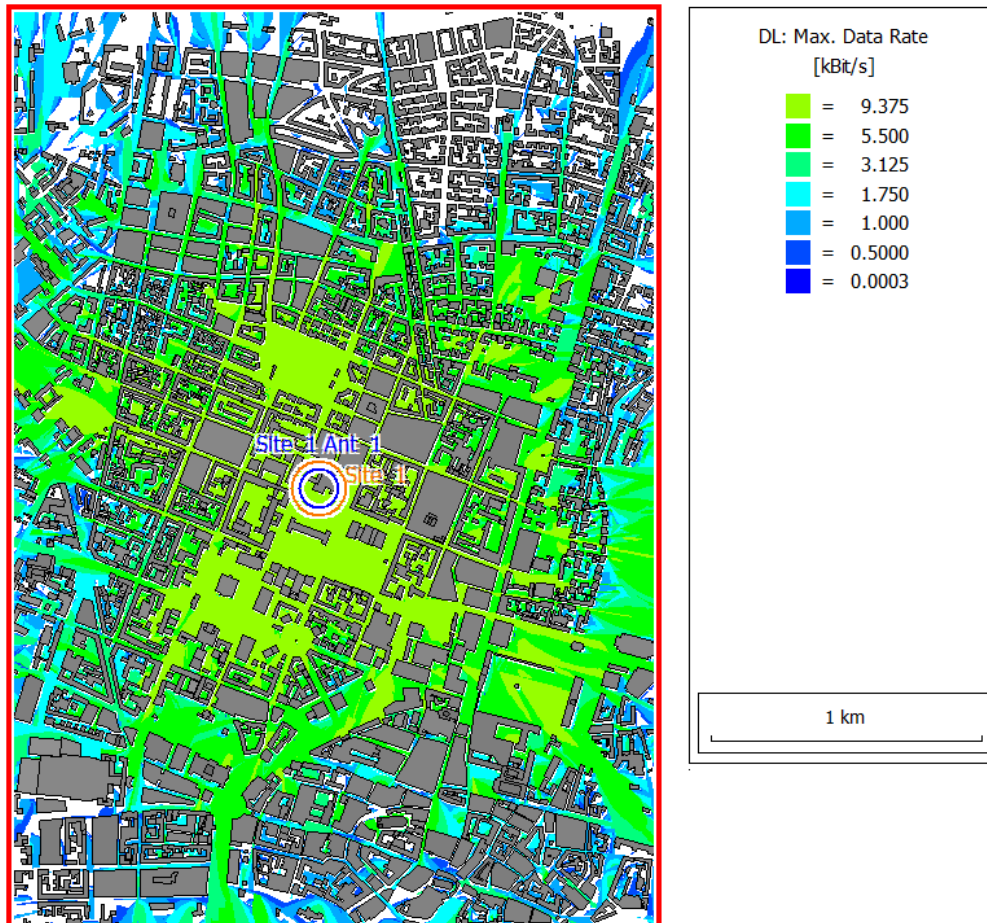 DL: Max. Data Rate
[kBit/s]
= 9.375
= 5.500
= 3.125
= 1.750
= 1.000
= 0.5000
= 0.0003
Site 1 Ant 1
Site 1
1 km